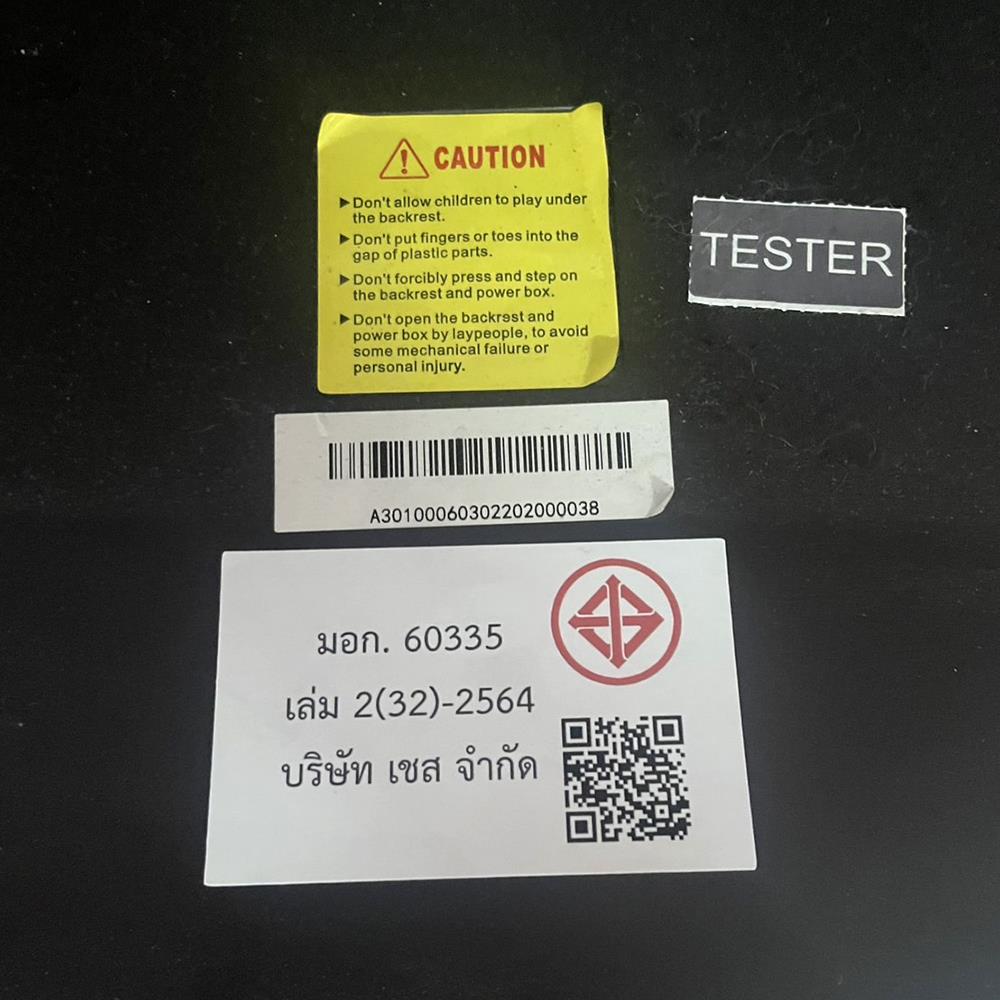 CAUTION
▶Don't allow children to play under
the backrest.
▶Don't put fingers or toes into the
gap of plastic parts.
▶Don't forcibly press and step on
the backrest and power box.
▶Don't open the backrest and
power box by laypeople, to avoid
some mechanical failure or
personal injury.
TESTER
A30100060302202000038
มอก. 60335
เล่ม 2(32)-2564
บริษัท เชส จำกัด